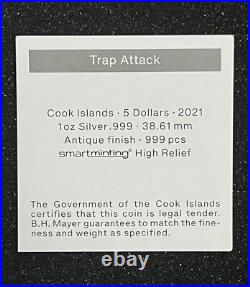 Trap Attack
Cook Islands · 5 Dollars · 2021
1oz Silver .999 · 38.61 mm
Antique finish · 999 pcs
smartminting® High Relief
The Government of the Cook Islands
certifies that this coin is legal tender.
B.H. Mayer guarantees to match the fine-
ness and weight as specified.